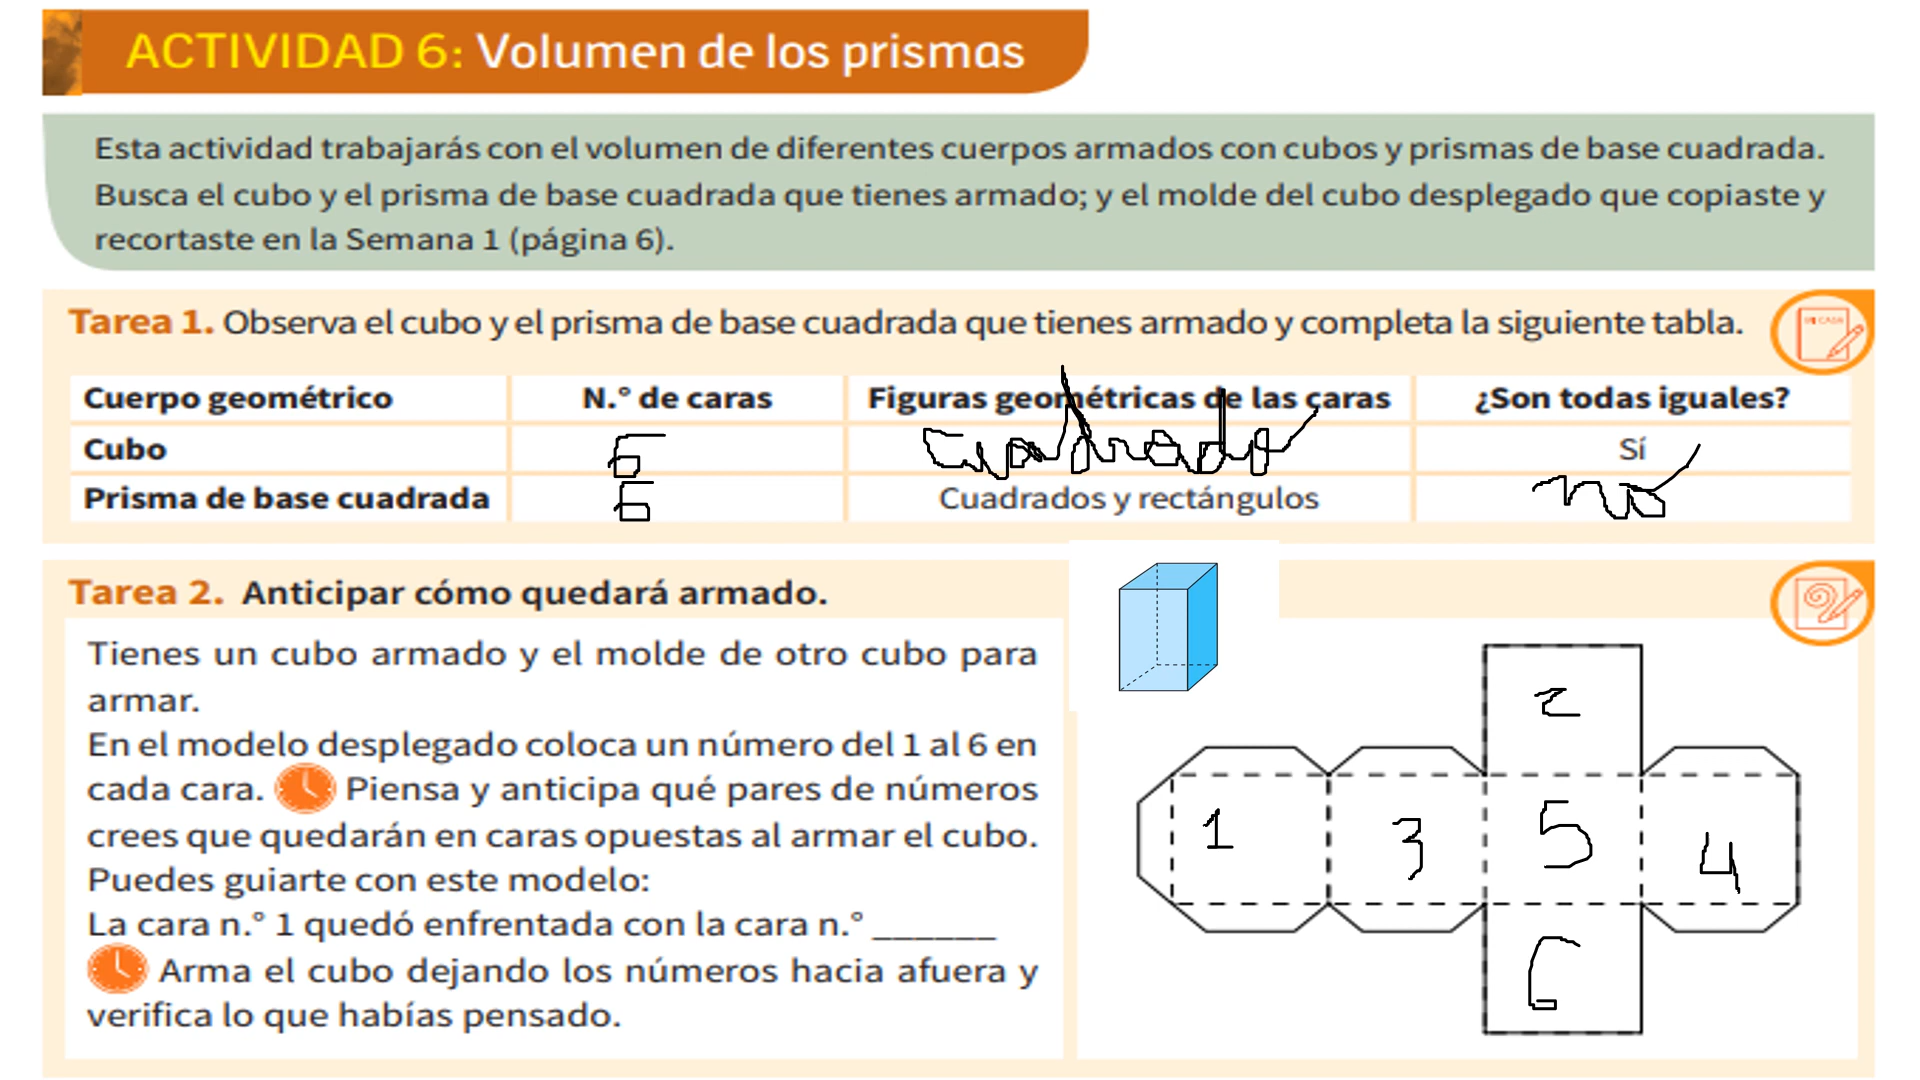 ACTIVIDAD 6: Volumen de los prismas
Esta actividad trabajarás con el volumen de diferentes cuerpos armados con cubos y prismas de base cuadrada.
Busca el cubo y el prisma de base cuadrada que tienes armado; y el molde del cubo desplegado que copiaste y
recortaste en la Semana 1 (página 6).
Tarea 1. Observa el cubo y el prisma de base cuadrada que tienes armado y completa la siguiente tabla.
MI CASA
Cuerpo geométrico N.° de caras Figuras geométricas de las caras ¿Son todas iguales?
Cubo 6 Sí
Prisma de base cuadrada 6 Cuadrados y rectángulos no
Tarea 2. Anticipar cómo quedará armado.
Tienes un cubo armado y el molde de otro cubo para
armar.
En el modelo desplegado coloca un número del 1 al 6 en
cada cara. Piensa y anticipa qué pares de números
crees que quedarán en caras opuestas al armar el cubo.
Puedes guiarte con este modelo:
La cara n.° 1 quedó enfrentada con la cara n.° ______
Arma el cubo dejando los números hacia afuera y
verifica lo que habías pensado.
2
1 3 5 4
6